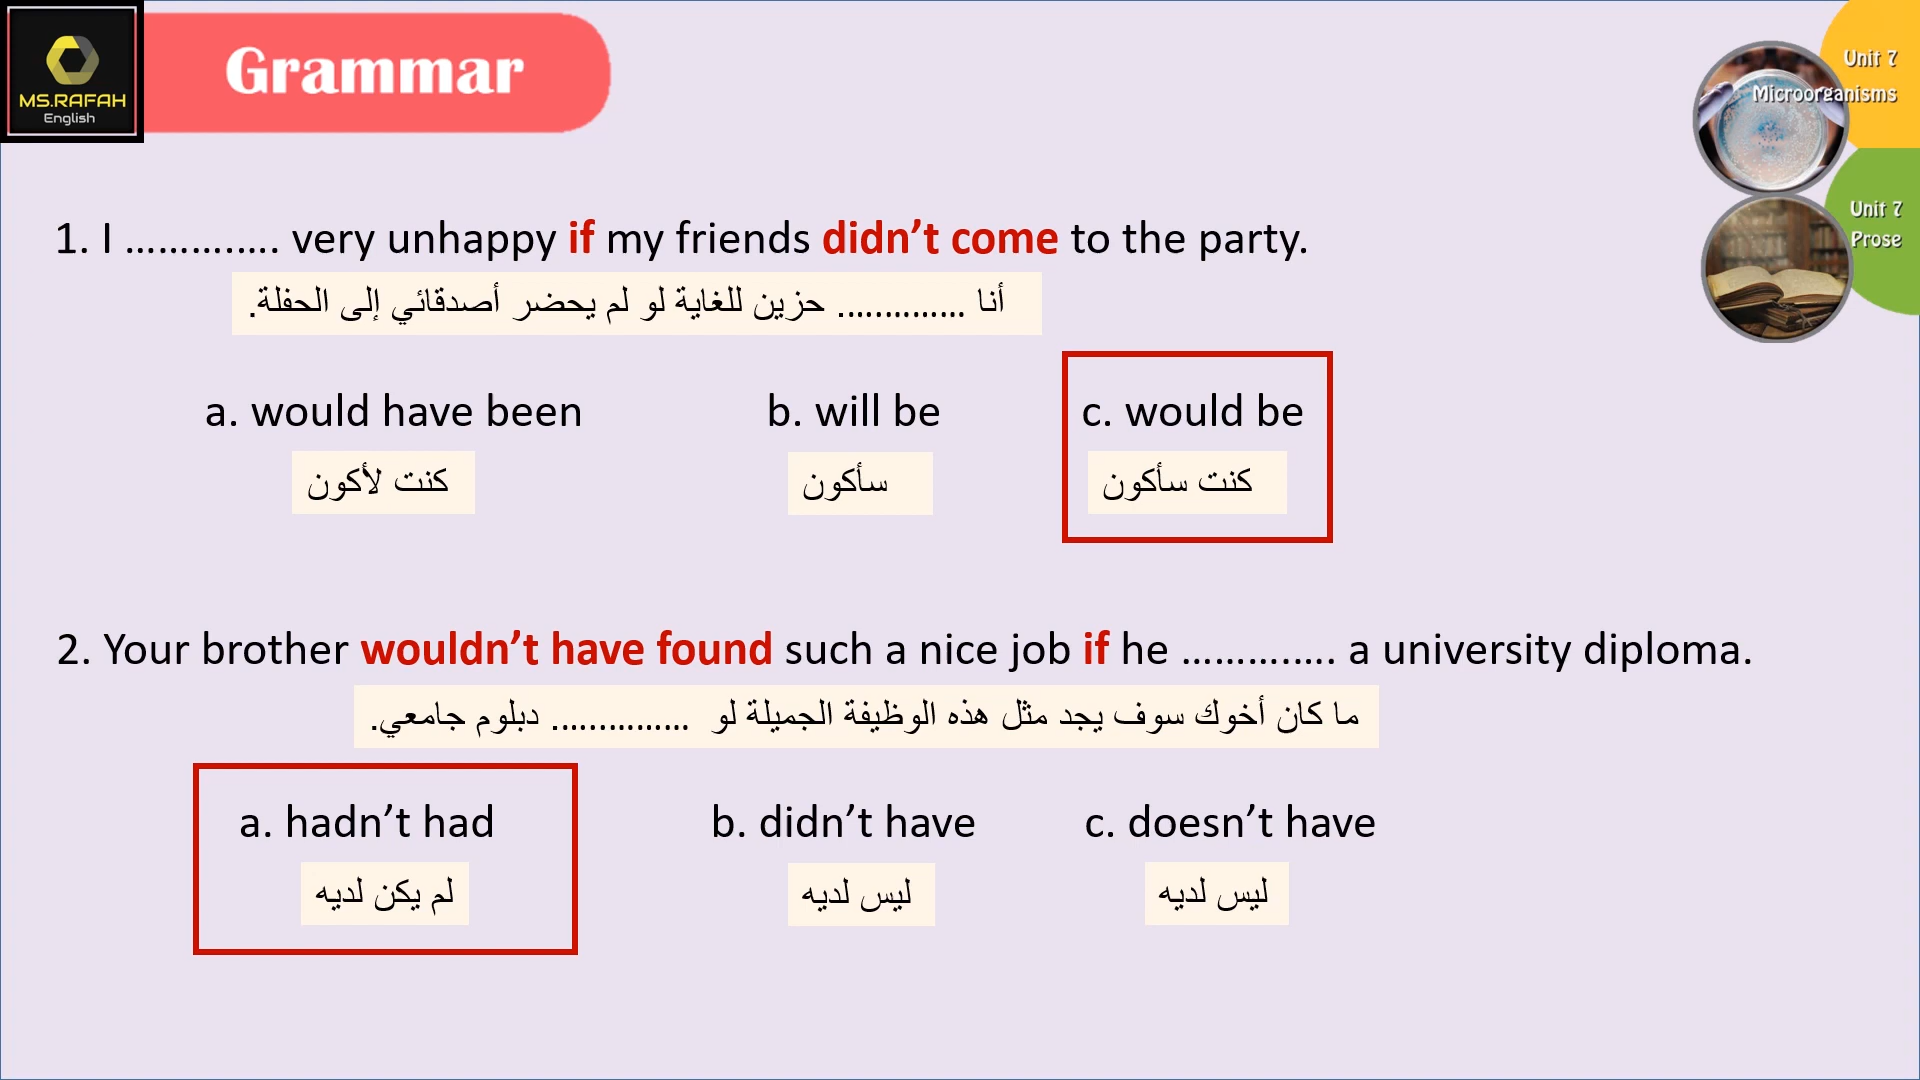 MS.RAFAH
English
Grammar
Unit 7
Microorganisms
Unit 7
Prose
1. I ………….…. very unhappy if my friends didn’t come to the party.
أنا ................ حزين للغاية لو لم يحضر أصدقائي إلى الحفلة.
a. would have been b. will be c. would be
كنت لأكون سأكون كنت سأكون
2. Your brother wouldn’t have found such a nice job if he ………….…. a university diploma.
ما كان أخوك سوف يجد مثل هذه الوظيفة الجميلة لو ................ دبلوم جامعي.
a. hadn’t had b. didn’t have c. doesn’t have
لم يكن لديه ليس لديه ليس لديه